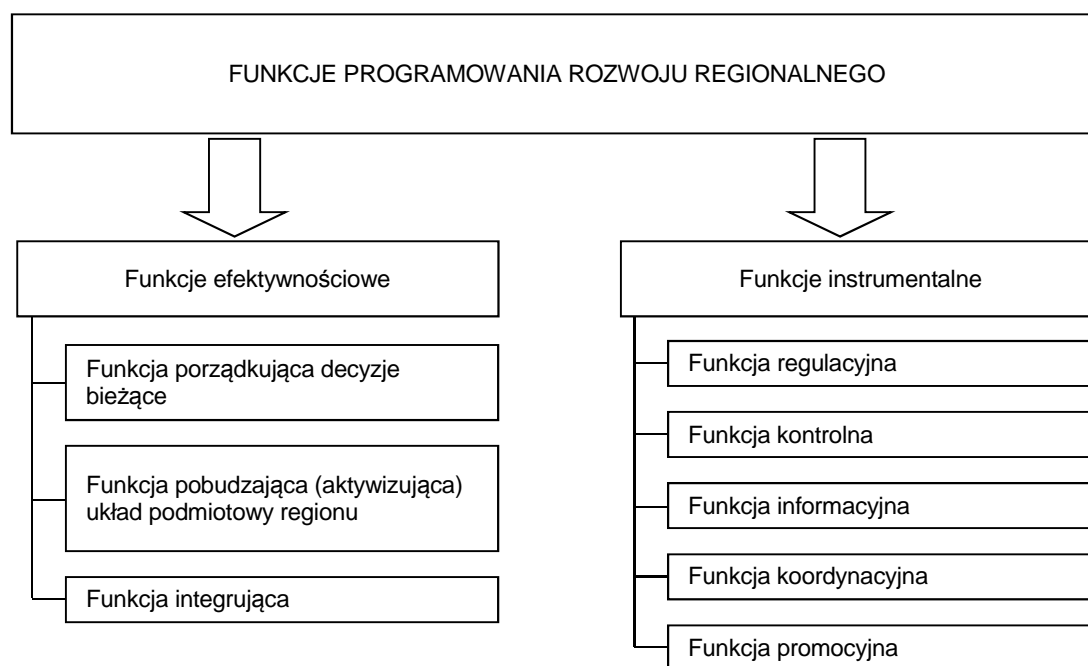 FUNKCJE PROGRAMOWANIA ROZWOJU REGIONALNEGO
Funkcje efektywnościowe
Funkcja porządkująca decyzje
bieżące
Funkcja pobudzająca (aktywizująca)
układ podmiotowy regionu
Funkcja integrująca
Funkcje instrumentalne
Funkcja regulacyjna
Funkcja kontrolna
Funkcja informacyjna
Funkcja koordynacyjna
Funkcja promocyjna